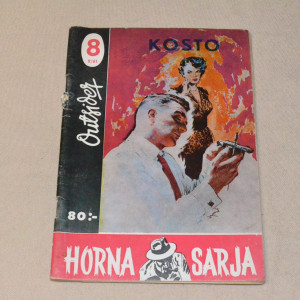 8
KOSTO
Outsider
80:-
HORNA SARJA